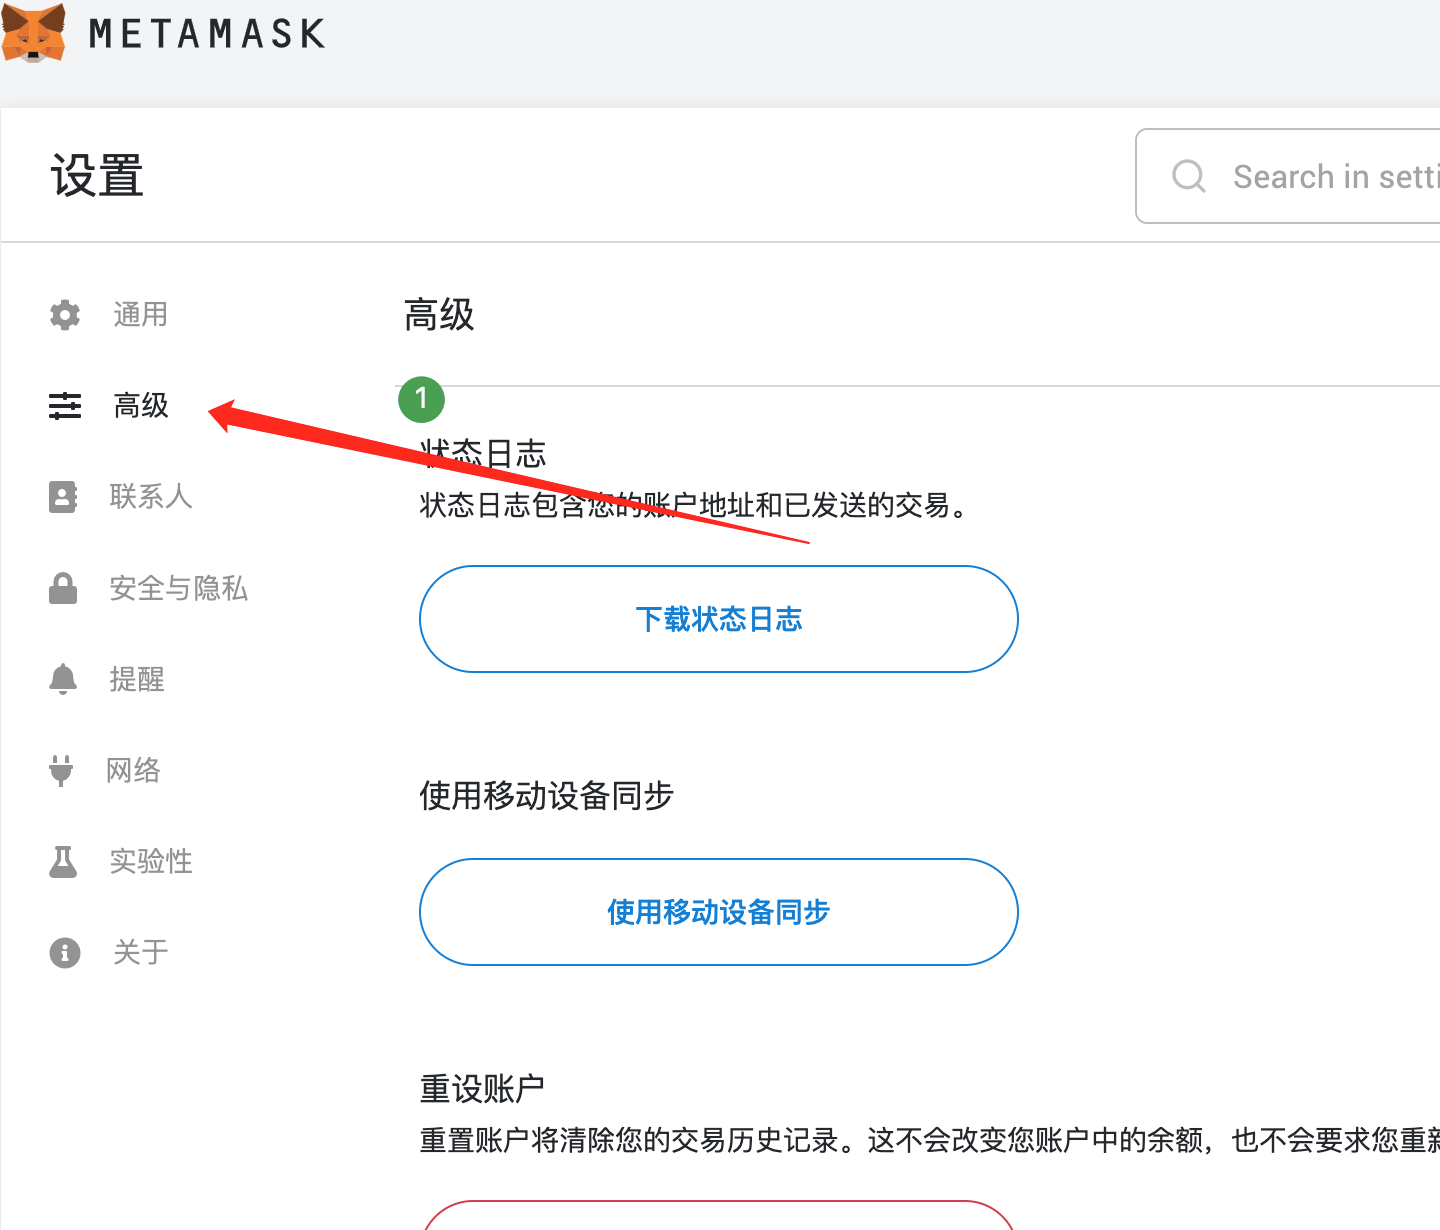 METAMASK
设置
Search in setti
通用
高级
联系人
安全与隐私
提醒
网络
实验性
关于
高级
1
状态日志
状态日志包含您的账户地址和已发送的交易。
下载状态日志
使用移动设备同步
使用移动设备同步
重设账户
重置账户将清除您的交易历史记录。这不会改变您账户中的余额，也不会要求您重新